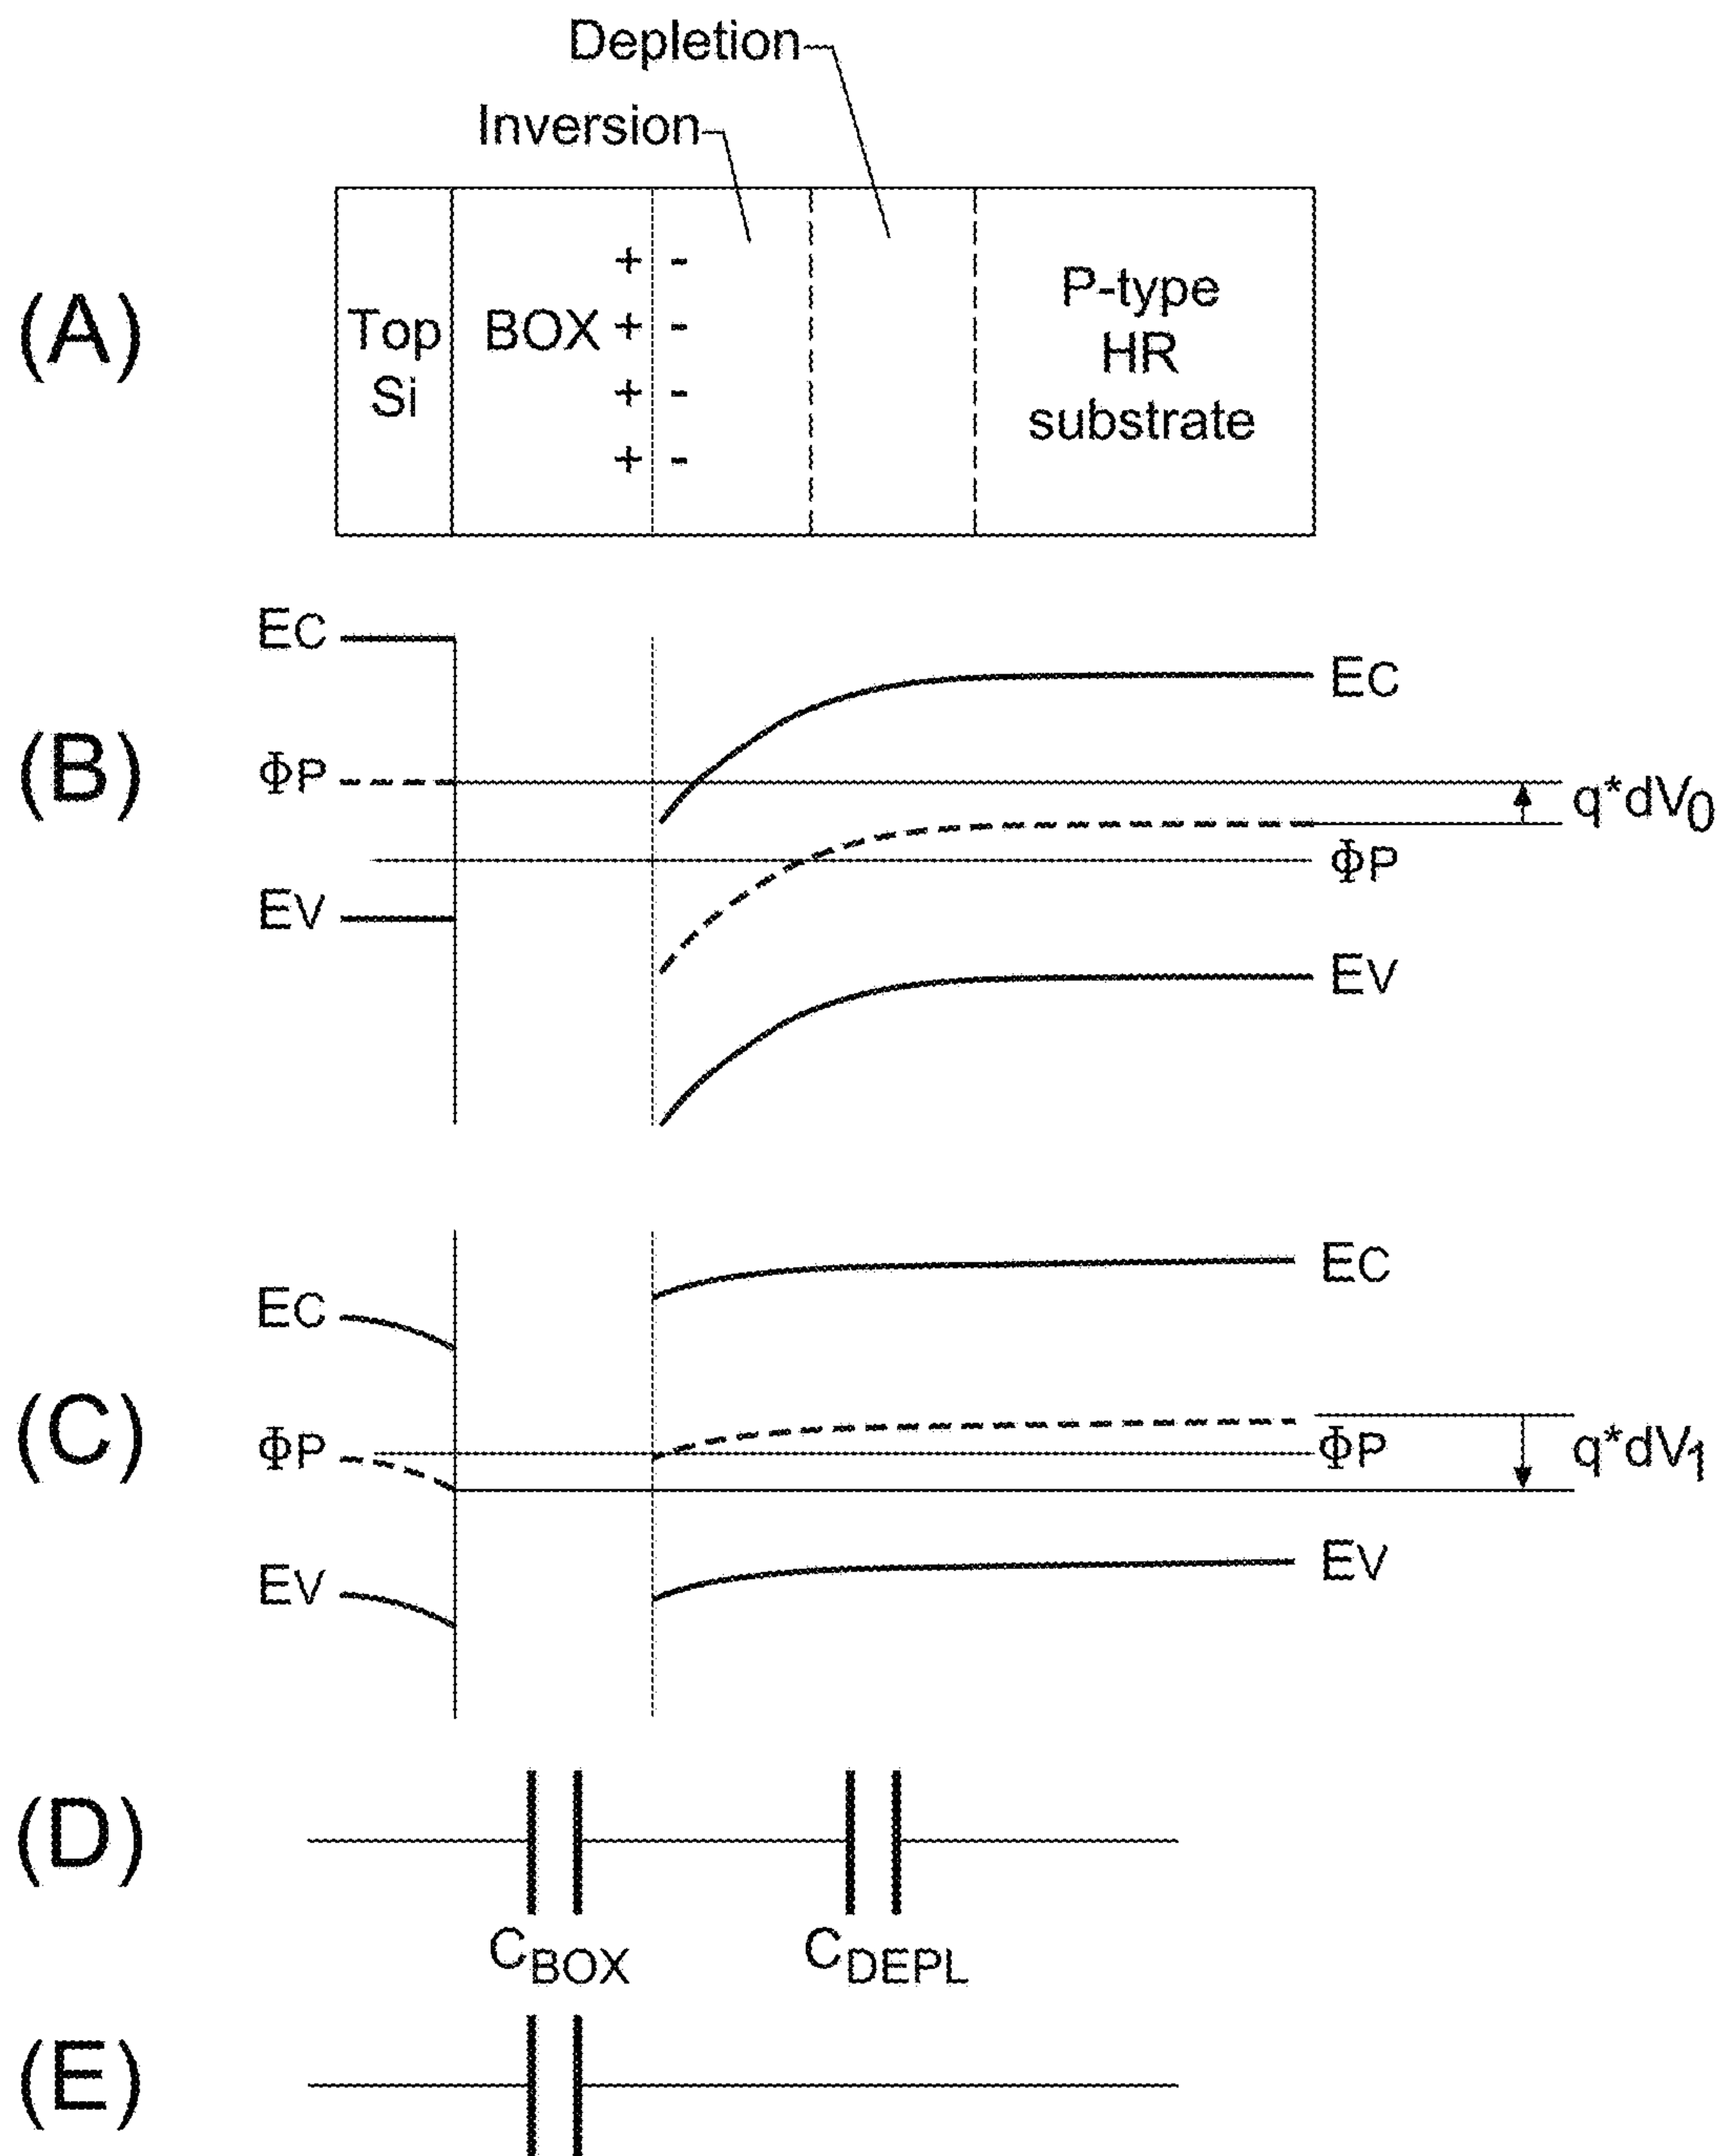 Depletion
Inversion
(A)
Top
Si
BOX
+ -
+ -
+ -
+ -
P-type
HR
substrate
(B)
EC
EC
ΦP
q*dV0
ΦP
EV
EV
(C)
EC
EC
ΦP
ΦP
q*dV1
EV
EV
(D)
CBOX
CDEPL
(E)